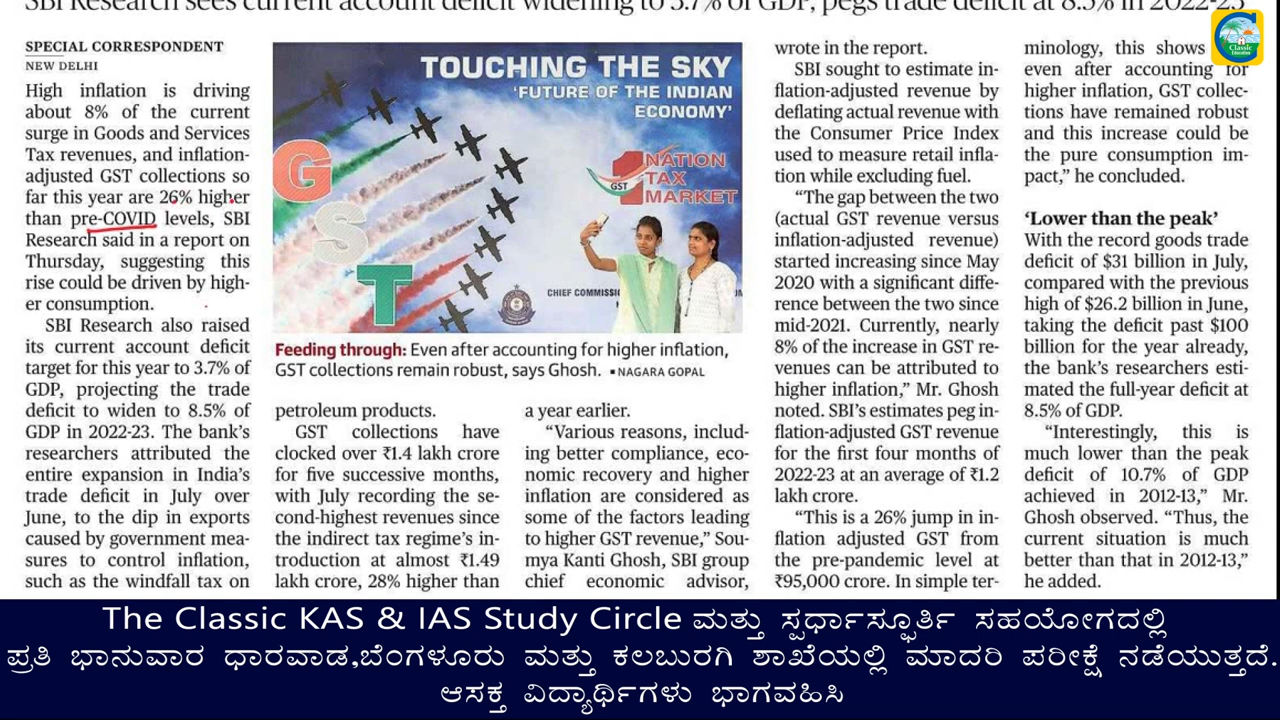 SBI Research sees current account deficit widening to 3.7% of GDP, pegs trade deficit at 8.5% in 2022-23
SPECIAL CORRESPONDENT
NEW DELHI
High inflation is driving
about 8% of the current
surge in Goods and Services
Tax revenues, and inflation-
adjusted GST collections so
far this year are 26% higher
than pre-COVID levels, SBI
Research said in a report on
Thursday, suggesting this
rise could be driven by high-
er consumption.
SBI Research also raised
its current account deficit
target for this year to 3.7% of
GDP, projecting the trade
deficit to widen to 8.5% of
GDP in 2022-23. The bank's
researchers attributed the
entire expansion in India's
trade deficit in July over
June, to the dip in exports
caused by government mea-
sures to control inflation,
such as the windfall tax on
TOUCHING THE SKY
'FUTURE OF THE INDIAN
ECONOMY'
GST
1 NATION
TAX
MARKET
GST
CHIEF COMMISSI
Feeding through: Even after accounting for higher inflation,
GST collections remain robust, says Ghosh. ▪ NAGARA GOPAL
petroleum products.
GST collections have
clocked over ₹1.4 lakh crore
for five successive months,
with July recording the se-
cond-highest revenues since
the indirect tax regime's in-
troduction at almost ₹1.49
lakh crore, 28% higher than
a year earlier.
"Various reasons, includ-
ing better compliance, eco-
nomic recovery and higher
inflation are considered as
some of the factors leading
to higher GST revenue," Sou-
mya Kanti Ghosh, SBI group
chief economic advisor,
wrote in the report.
SBI sought to estimate in-
flation-adjusted revenue by
deflating actual revenue with
the Consumer Price Index
used to measure retail infla-
tion while excluding fuel.
"The gap between the two
(actual GST revenue versus
inflation-adjusted revenue)
started increasing since May
2020 with a significant diffe-
rence between the two since
mid-2021. Currently, nearly
8% of the increase in GST re-
venues can be attributed to
higher inflation," Mr. Ghosh
noted. SBI's estimates peg in-
flation-adjusted GST revenue
for the first four months of
2022-23 at an average of ₹1.2
lakh crore.
"This is a 26% jump in in-
flation adjusted GST from
the pre-pandemic level at
₹95,000 crore. In simple ter-
minology, this shows
even after accounting for
higher inflation, GST collec-
tions have remained robust
and this increase could be
the pure consumption im-
pact," he concluded.
'Lower than the peak'
With the record goods trade
deficit of $31 billion in July,
compared with the previous
high of $26.2 billion in June,
taking the deficit past $100
billion for the year already,
the bank's researchers esti-
mated the full-year deficit at
8.5% of GDP.
"Interestingly, this is
much lower than the peak
deficit of 10.7% of GDP
achieved in 2012-13," Mr.
Ghosh observed. "Thus, the
current situation is much
better than that in 2012-13,"
he added.
Classic
Education
The Classic KAS & IAS Study Circle ಮತ್ತು ಸ್ಪರ್ಧಾಸ್ಫೂರ್ತಿ ಸಹಯೋಗದಲ್ಲಿ
ಪ್ರತಿ ಭಾನುವಾರ ಧಾರವಾಡ,ಬೆಂಗಳೂರು ಮತ್ತು ಕಲಬುರಗಿ ಶಾಖೆಯಲ್ಲಿ ಮಾದರಿ ಪರೀಕ್ಷೆ ನಡೆಯುತ್ತದೆ.
ಆಸಕ್ತ ವಿದ್ಯಾರ್ಥಿಗಳು ಭಾಗವಹಿಸಿ